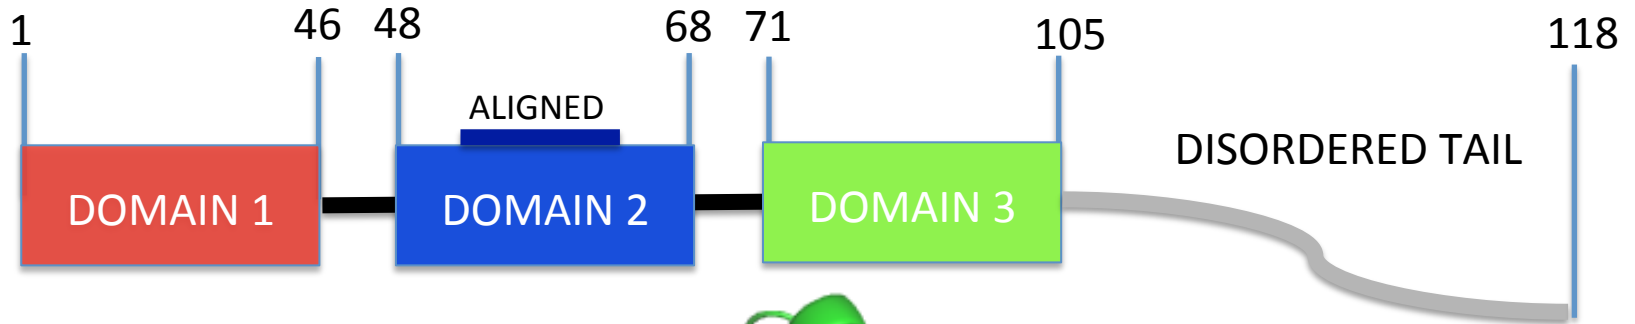 1 46 48 68 71 105 118
ALIGNED
DISORDERED TAIL
DOMAIN 1 DOMAIN 2 DOMAIN 3